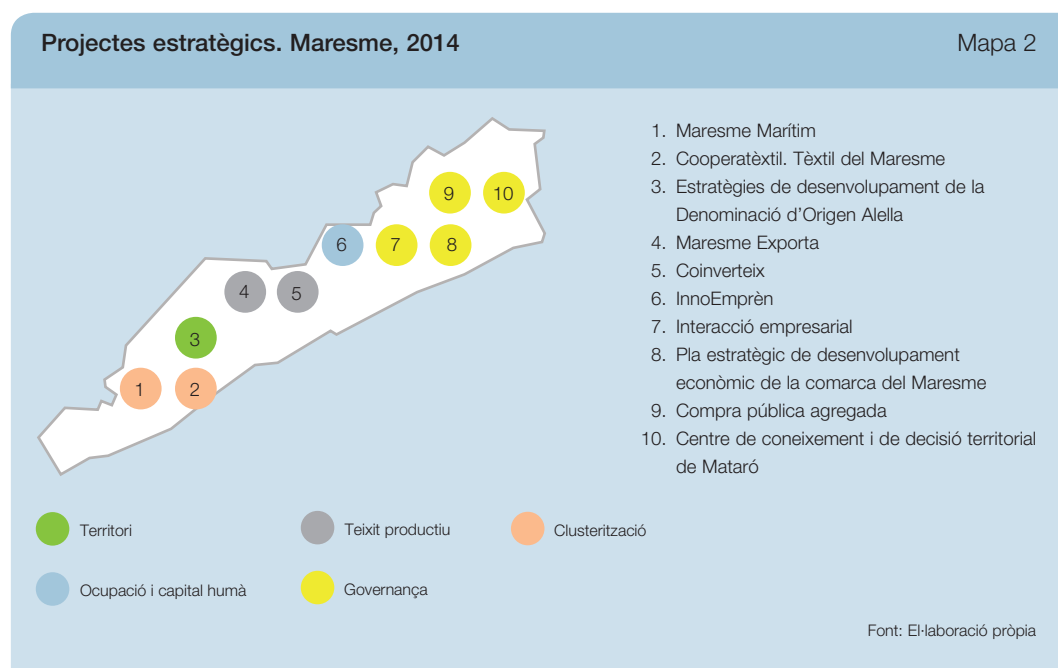 Projectes estratègics. Maresme, 2014
Mapa 2
1. Maresme Marítim
2. Cooperatèxtil. Tèxtil del Maresme
3. Estratègies de desenvolupament de la
Denominació d'Origen Alella
4. Maresme Exporta
5. Coinverteix
6. InnoEmprèn
7. Interacció empresarial
8. Pla estratègic de desenvolupament
econòmic de la comarca del Maresme
9. Compra pública agregada
10. Centre de coneixement i de decisió territorial
de Mataró
9
10
6
7
8
4
5
3
1
2
Territori
Teixit productiu
Clusterització
Ocupació i capital humà
Governança
Font: El·laboració pròpia